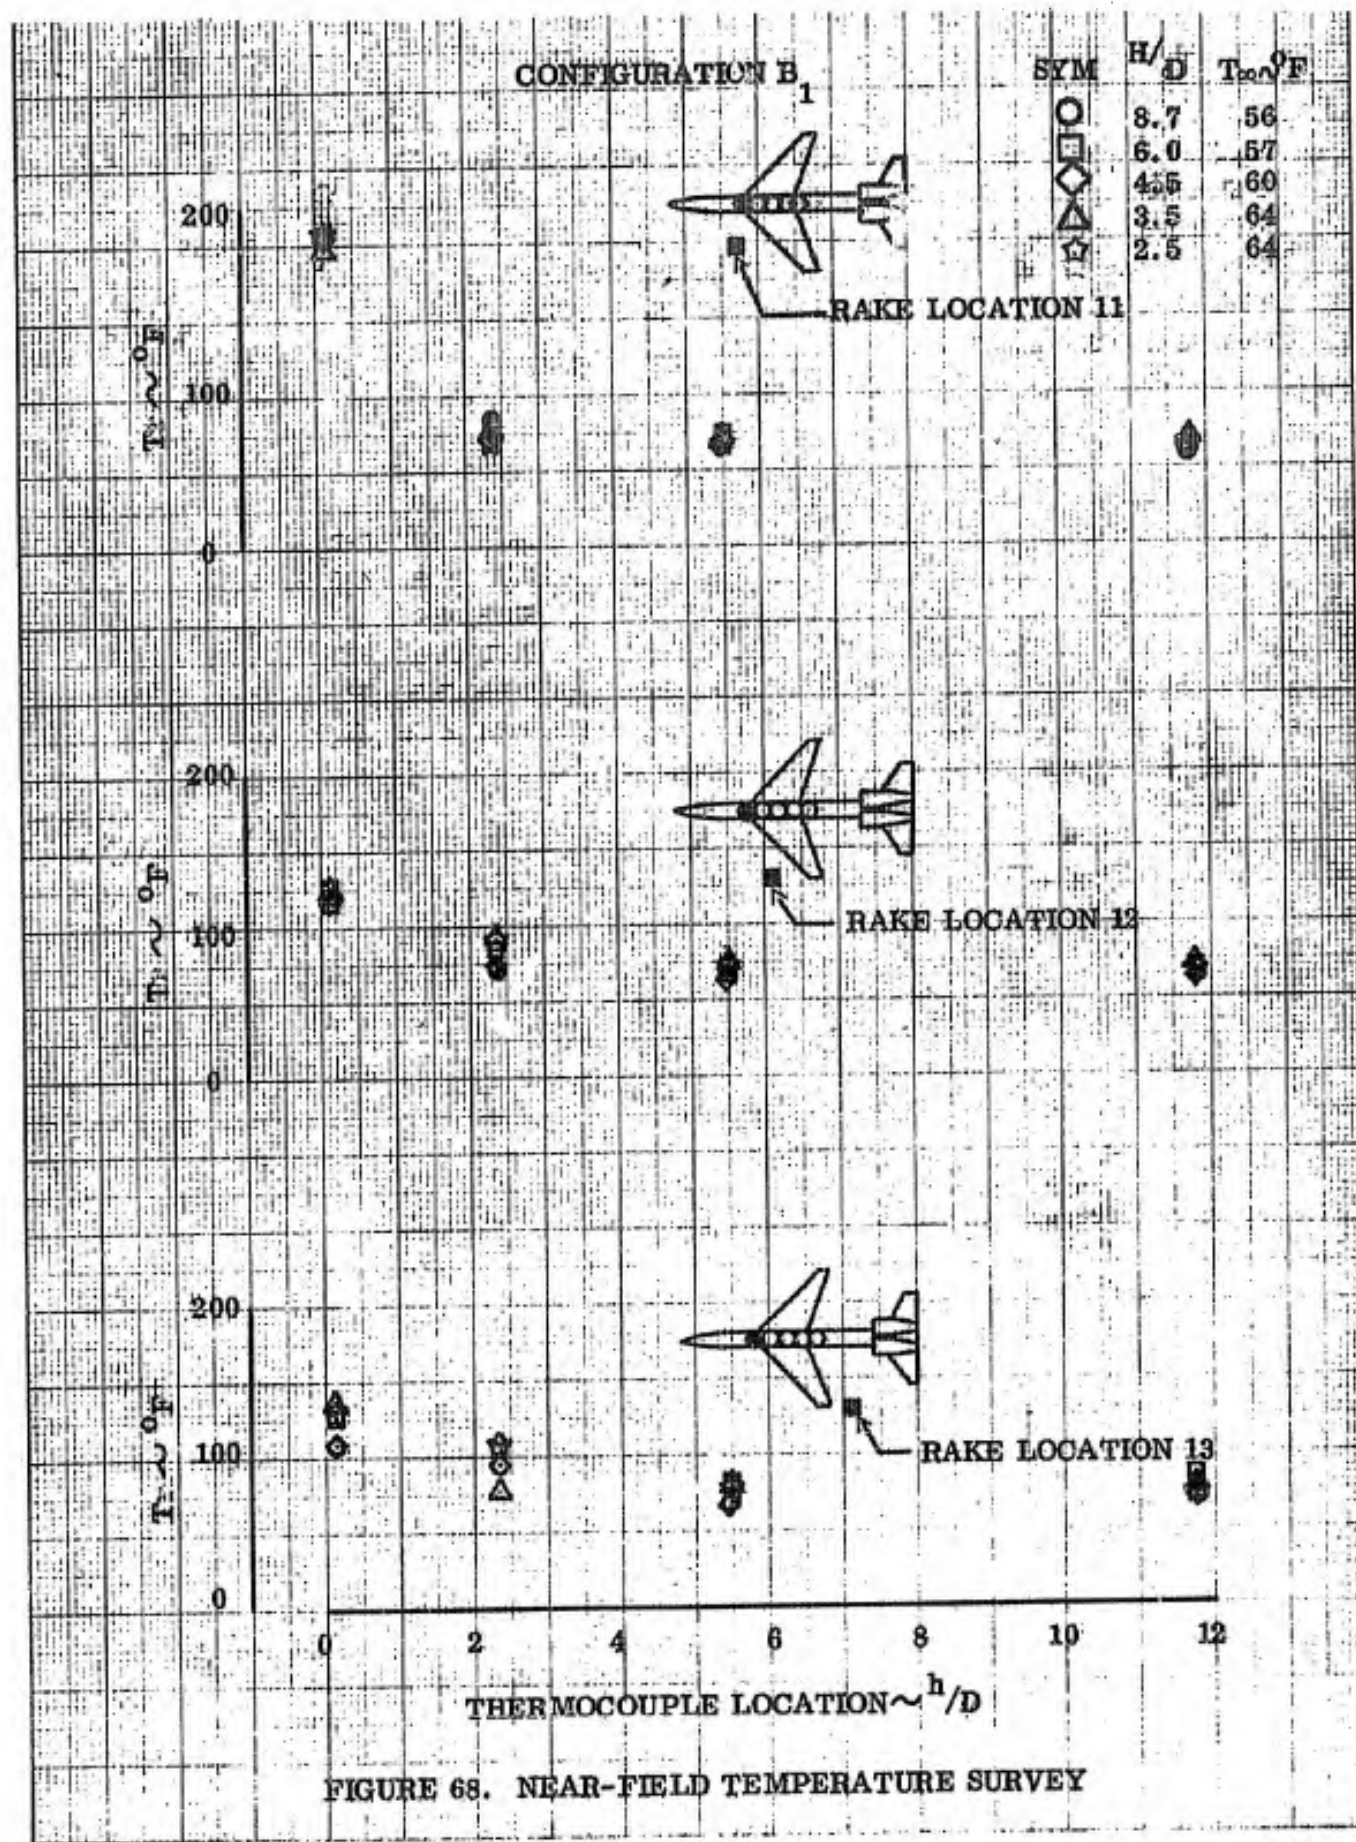 CONFIGURATION B1
SYM H/D T∞~°F
8.7 56
6.0 57
4.5 60
3.5 64
2.5 64
RAKE LOCATION 11
200
100
0
T ~ °F
RAKE LOCATION 12
200
100
0
T ~ °F
RAKE LOCATION 13
200
100
0
T ~ °F
0 2 4 6 8 10 12
THERMOCOUPLE LOCATION~h/D
FIGURE 68. NEAR-FIELD TEMPERATURE SURVEY